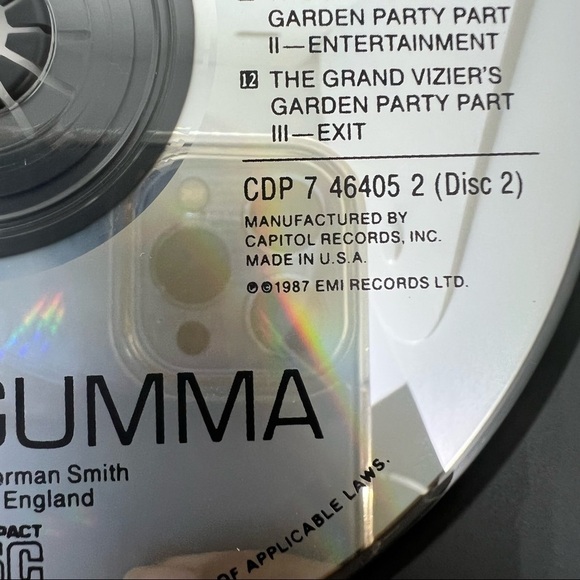 GARDEN PARTY PART
II—ENTERTAINMENT
12 THE GRAND VIZIER'S
GARDEN PARTY PART
III—EXIT
CDP 7 46405 2 (Disc 2)
MANUFACTURED BY
CAPITOL RECORDS, INC.
MADE IN U.S.A.
℗©1987 EMI RECORDS LTD.
GUMMA
orman Smith
England
PACT
SC
OF APPLICABLE LAWS.